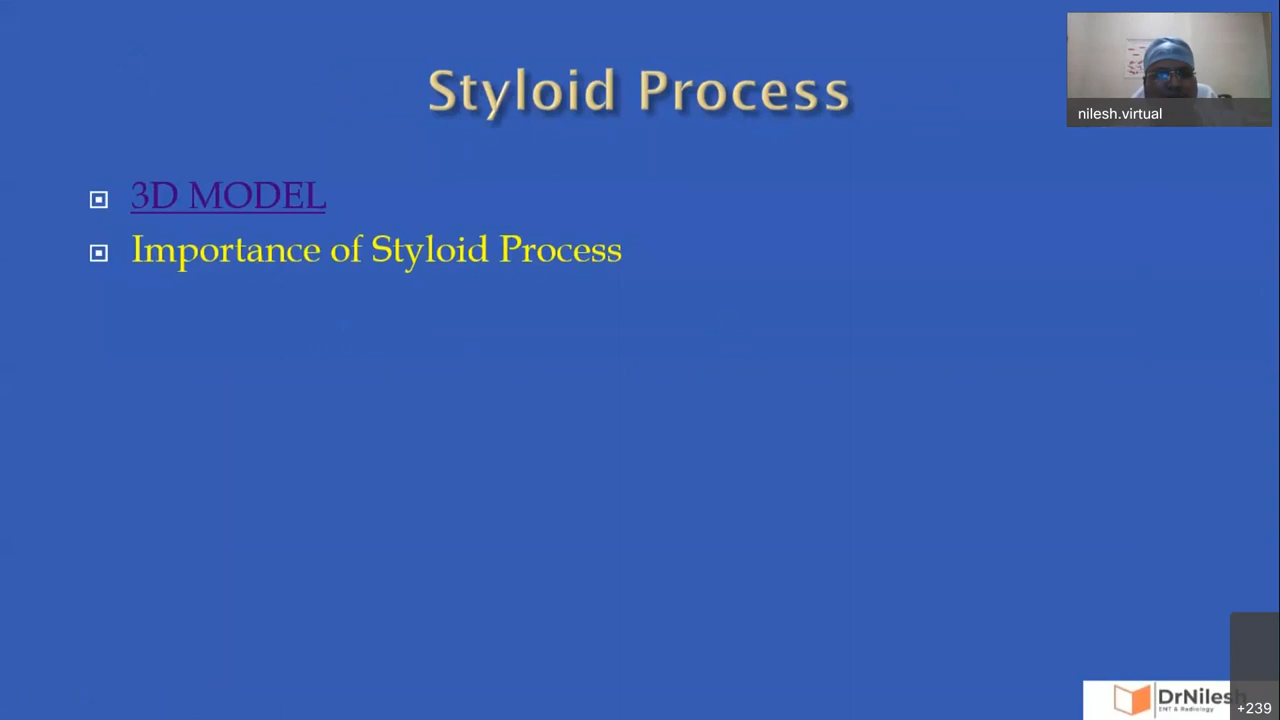 Styloid Process
nilesh.virtual
3D MODEL
Importance of Styloid Process
DrNilesh
ENT & Radiology
+239